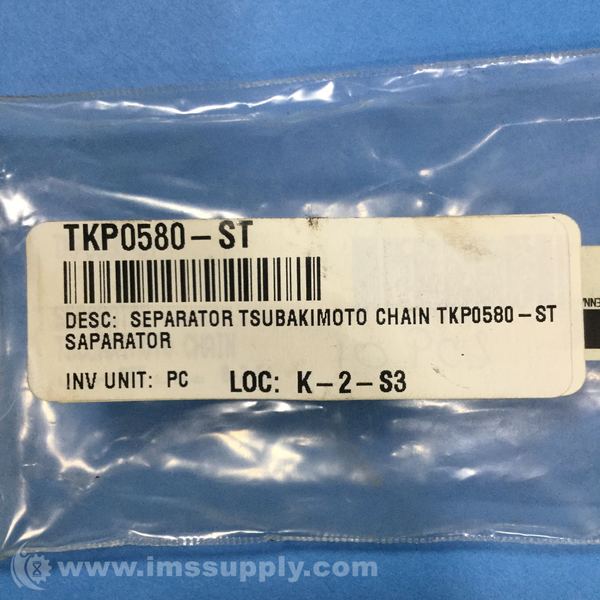 TKP0580-ST
DESC: SEPARATOR TSUBAKIMOTO CHAIN TKP0580-ST
SAPARATOR
INV UNIT: PC LOC: K-2-S3
© www.imssupply.com